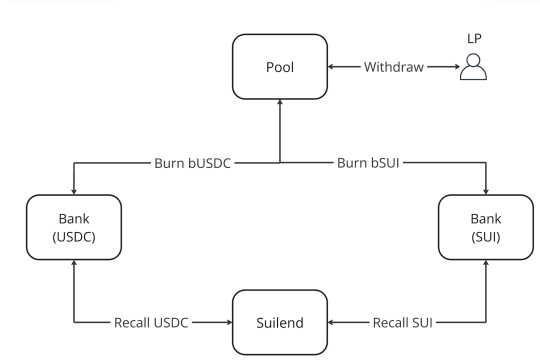 LP
Pool
Withdraw
Burn bUSDC
Burn bSUI
Bank
(USDC)
Bank
(SUI)
Recall USDC
Suilend
Recall SUI